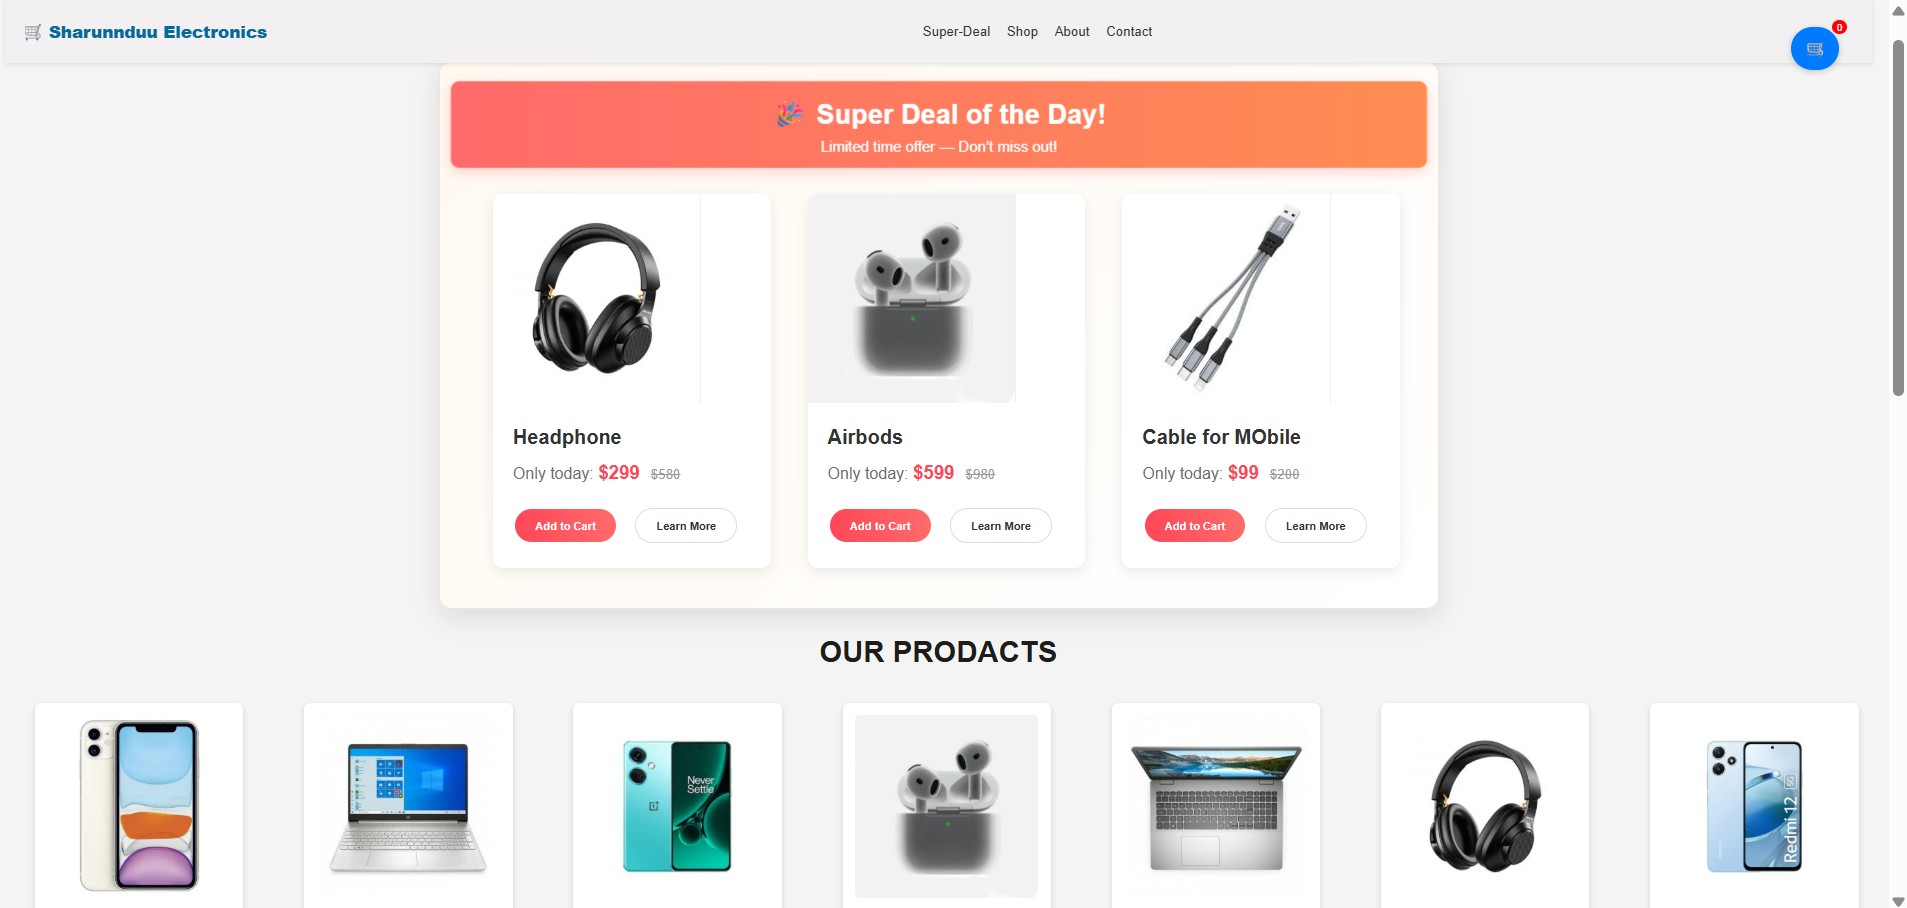 Sharunnduu Electronics
Super-Deal Shop About Contact
0
Super Deal of the Day!
Limited time offer — Don't miss out!
Headphone
Only today: $299 $580
Add to Cart Learn More
Airbods
Only today: $599 $980
Add to Cart Learn More
Cable for MObile
Only today: $99 $200
Add to Cart Learn More
OUR PRODACTS
Never
Settle
Redmi 12 5G